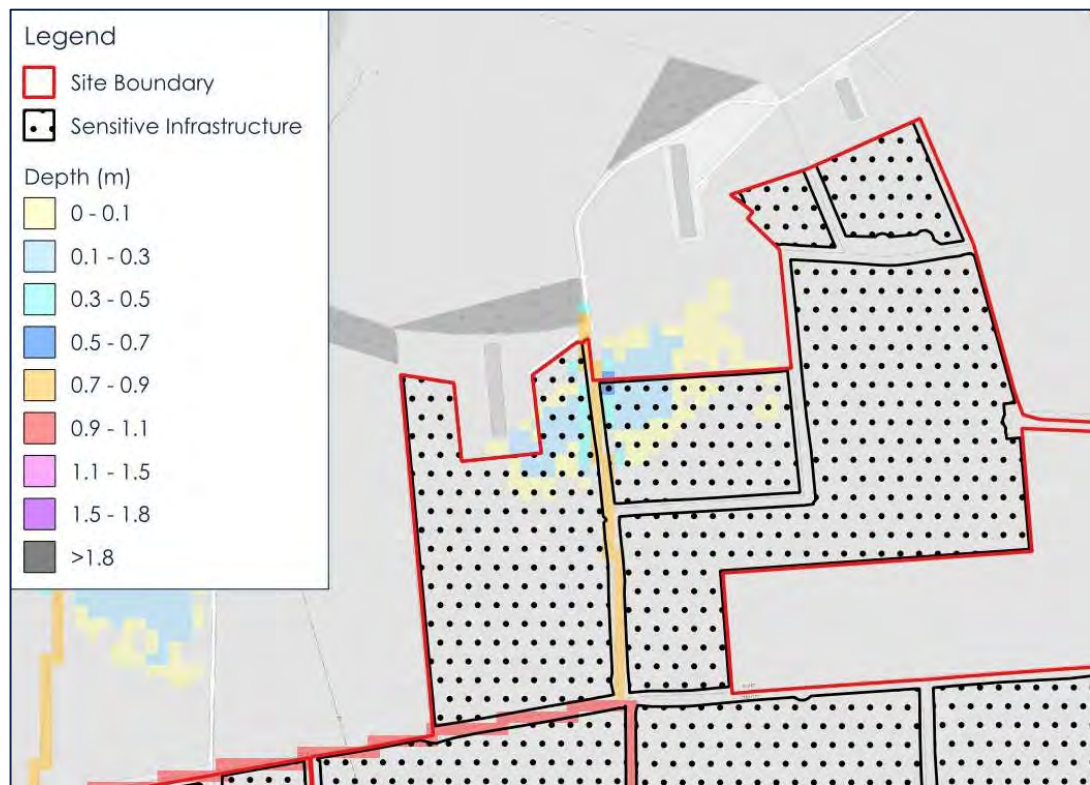 Legend
Site Boundary
Sensitive Infrastructure
Depth (m)
0 - 0.1
0.1 - 0.3
0.3 - 0.5
0.5 - 0.7
0.7 - 0.9
0.9 - 1.1
1.1 - 1.5
1.5 - 1.8
>1.8